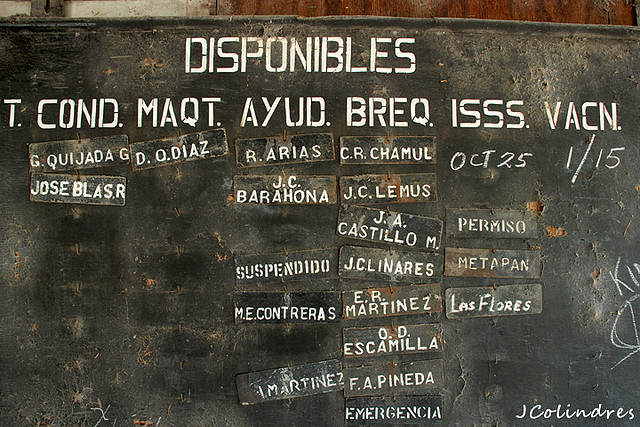 DISPONIBLES
T. COND. MAQT. AYUD. BREQ. ISSS. VACN.
G. QUIJADA G D. O. DIAZ R. ARIAS C.R. CHAMUL OCT 25 1/15
JOSE BLAS.R J.C. BARAHONA J.C. LEMUS
J. A. CASTILLO M. PERMISO
SUSPENDIDO J.C. LINARES METAPAN
M.E. CONTRERAS E.R. MARTINEZ Las Flores
O. D. ESCAMILLA
MARTINEZ F. A. PINEDA
EMERGENCIA
JColindres